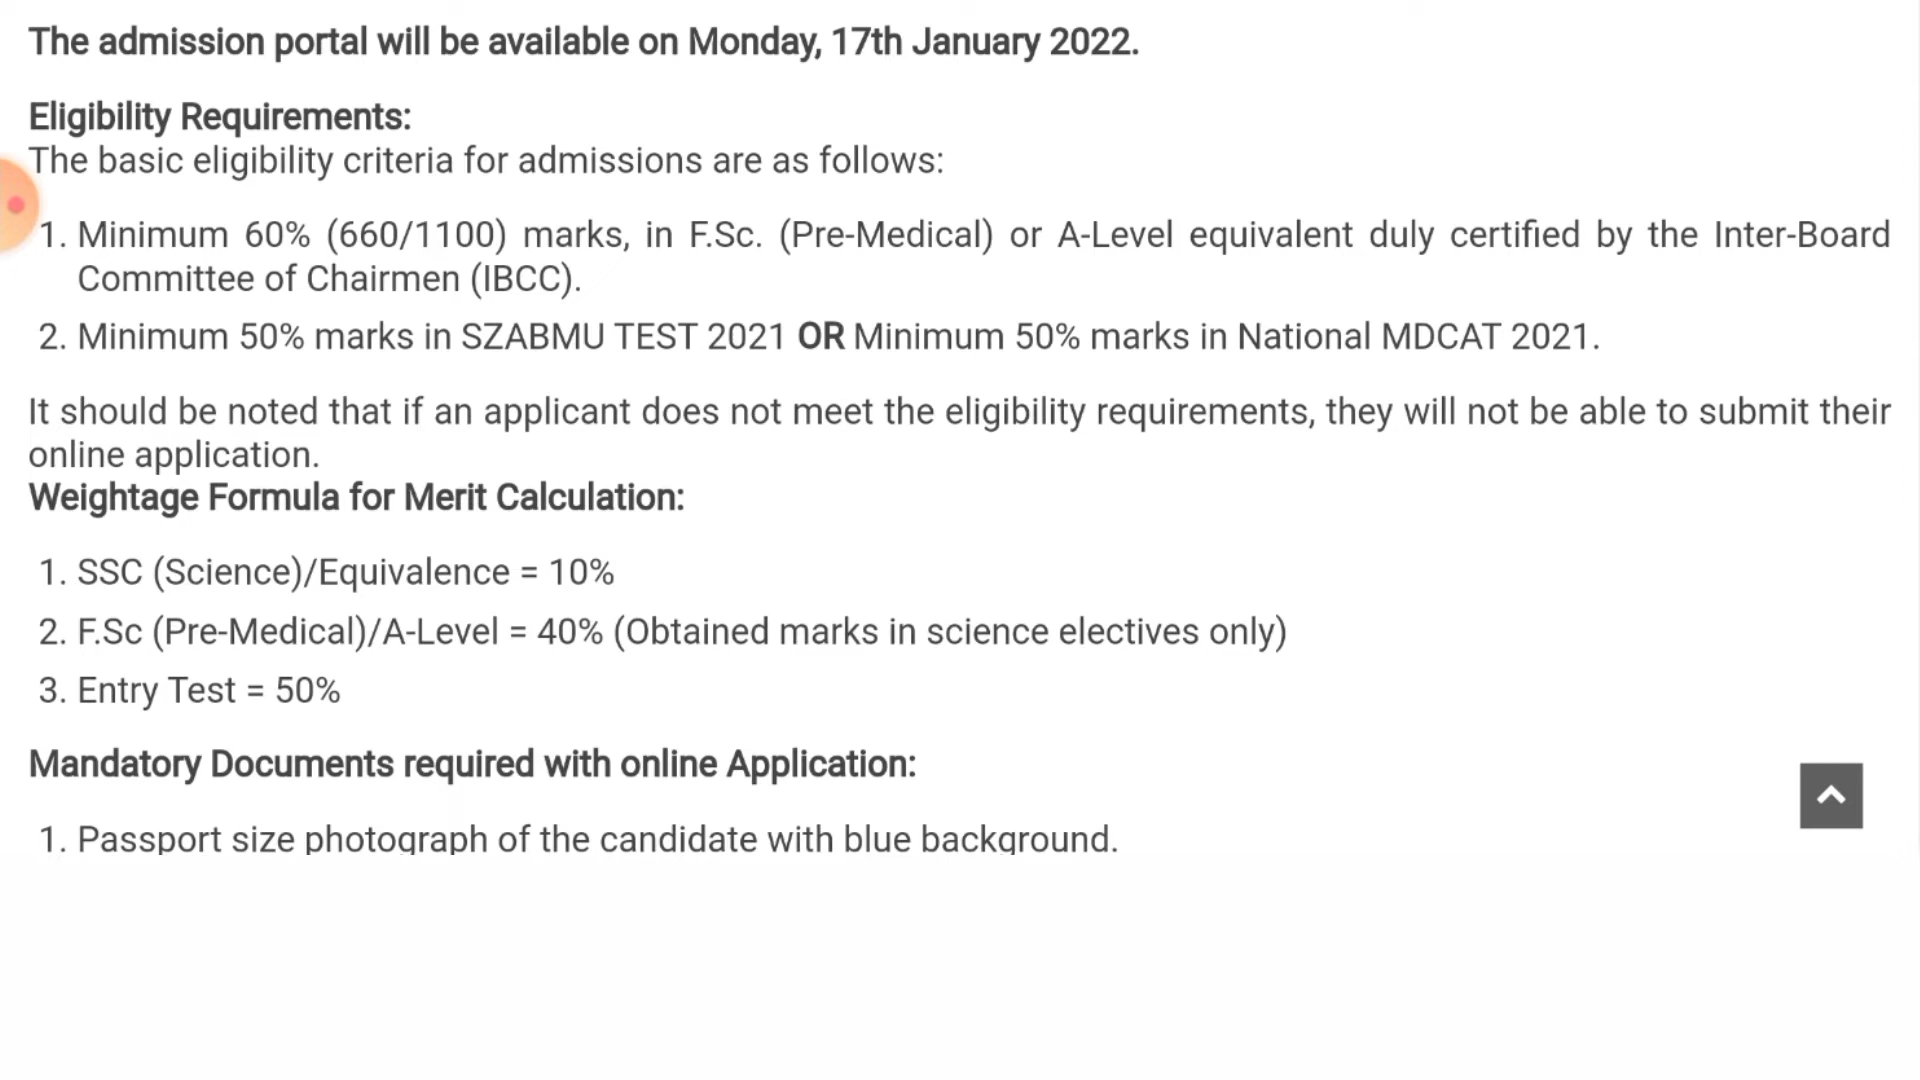 The admission portal will be available on Monday, 17th January 2022.
Eligibility Requirements:
The basic eligibility criteria for admissions are as follows:
1. Minimum 60% (660/1100) marks, in F.Sc. (Pre-Medical) or A-Level equivalent duly certified by the Inter-Board
Committee of Chairmen (IBCC).
2. Minimum 50% marks in SZABMU TEST 2021 OR Minimum 50% marks in National MDCAT 2021.
It should be noted that if an applicant does not meet the eligibility requirements, they will not be able to submit their
online application.
Weightage Formula for Merit Calculation:
1. SSC (Science)/Equivalence = 10%
2. F.Sc (Pre-Medical)/A-Level = 40% (Obtained marks in science electives only)
3. Entry Test = 50%
Mandatory Documents required with online Application:
1. Passport size photograph of the candidate with blue background.